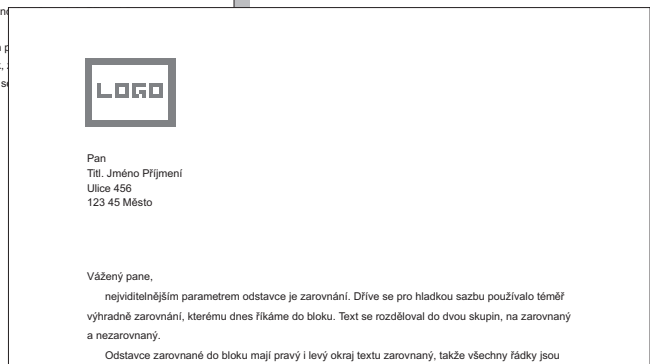 LOGO
Pan
Titl. Jméno Příjmení
Ulice 456
123 45 Město
Vážený pane,
nejviditelnějším parametrem odstavce je zarovnání. Dříve se pro hladkou sazbu používalo téměř
výhradně zarovnání, kterému dnes říkáme do bloku. Text se rozděloval do dvou skupin, na zarovnaný
a nezarovnaný.
Odstavce zarovnané do bloku mají pravý i levý okraj textu zarovnaný, takže všechny řádky jsou